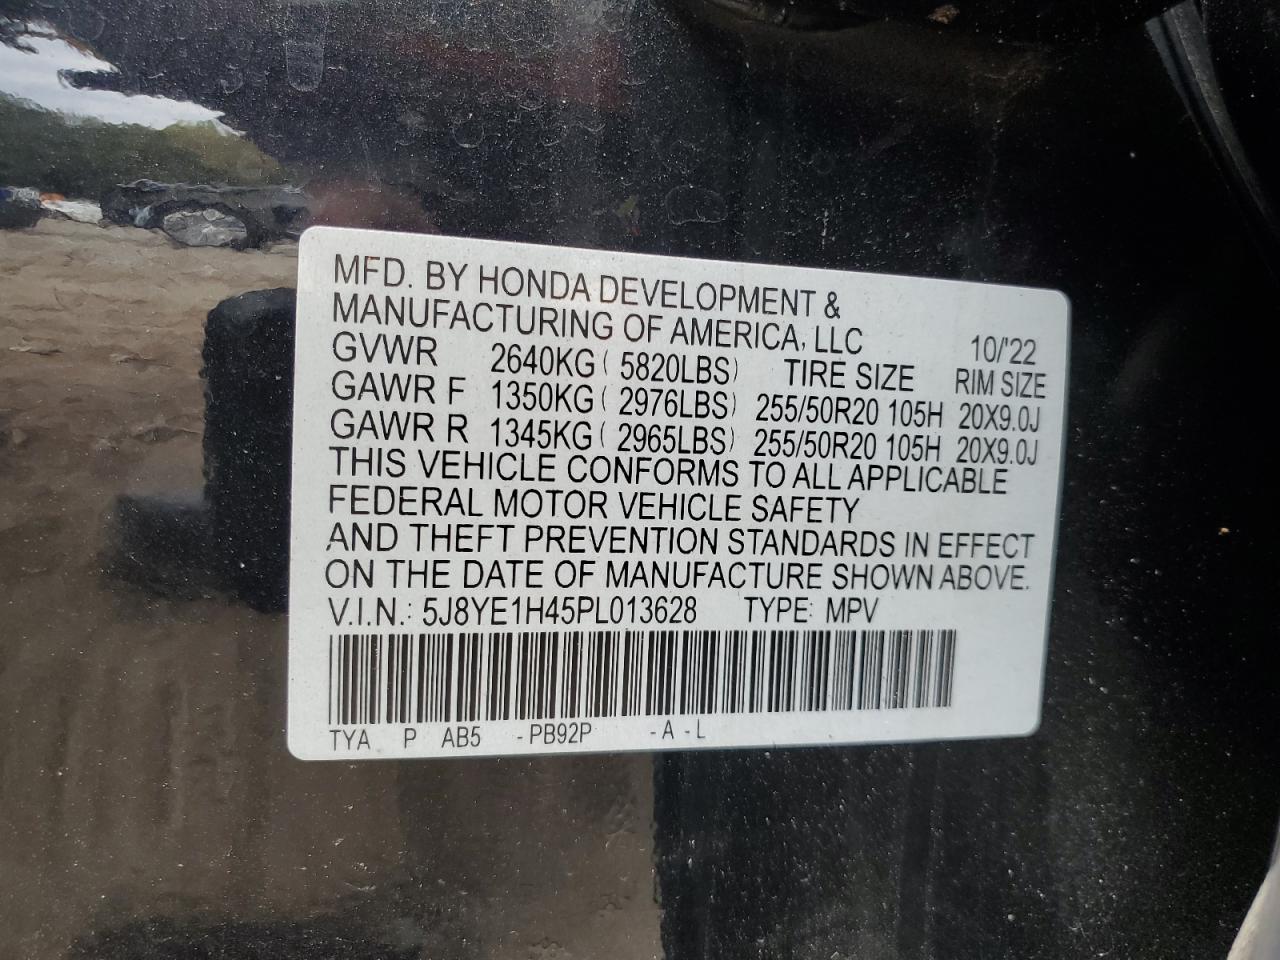 MFD. BY HONDA DEVELOPMENT &
MANUFACTURING OF AMERICA, LLC 10/'22
GVWR 2640KG ( 5820LBS) TIRE SIZE RIM SIZE
GAWR F 1350KG ( 2976LBS) 255/50R20 105H 20X9.0J
GAWR R 1345KG ( 2965LBS) 255/50R20 105H 20X9.0J
THIS VEHICLE CONFORMS TO ALL APPLICABLE
FEDERAL MOTOR VEHICLE SAFETY
AND THEFT PREVENTION STANDARDS IN EFFECT
ON THE DATE OF MANUFACTURE SHOWN ABOVE.
V.I.N.: 5J8YE1H45PL013628 TYPE: MPV
TYA P AB5 - PB92P - A - L